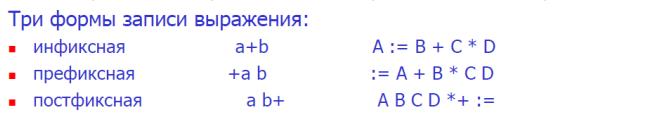 Три формы записи выражения:
▪ инфиксная a+b A := B + C * D
▪ префиксная +a b := A + B * C D
▪ постфиксная a b+ A B C D *+ :=